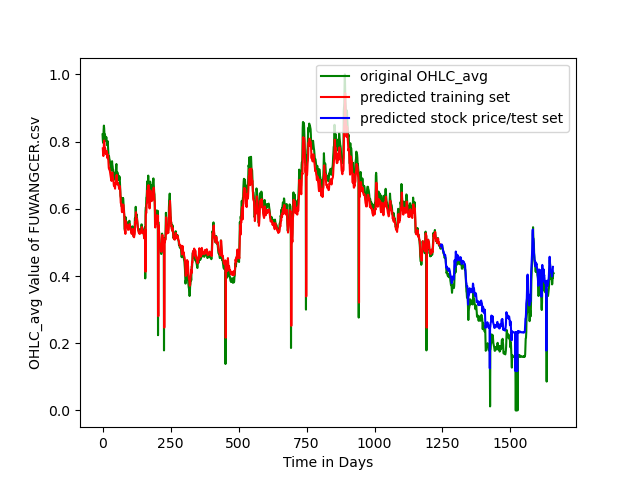 original OHLC_avg
predicted training set
predicted stock price/test set
OHLC_avg Value of FUWANGCER.csv
1.0
0.8
0.6
0.4
0.2
0.0
0
250
500
750
1000
1250
1500
Time in Days